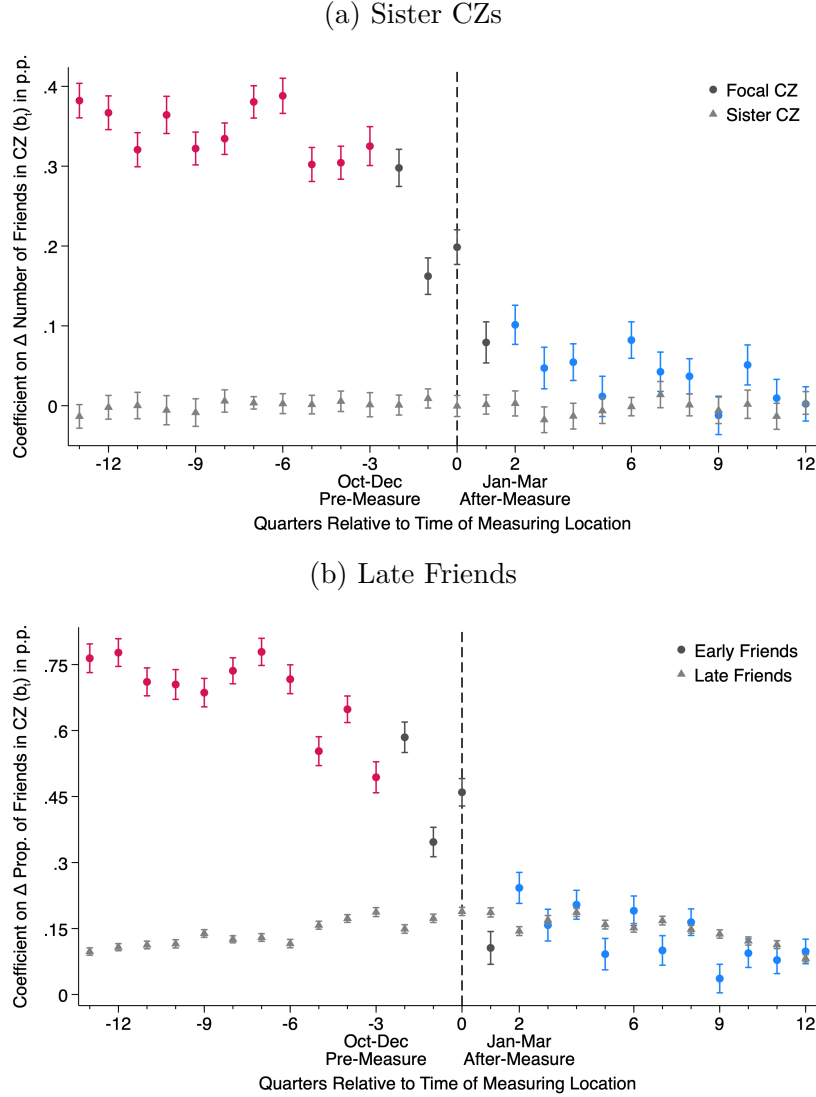 (a) Sister CZs
Coefficient on Δ Number of Friends in CZ (bₜ) in p.p.
.4
.3
.2
.1
0
Focal CZ
Sister CZ
-12 -9 -6 -3 0 2 6 9 12
Oct-Dec Jan-Mar
Pre-Measure After-Measure
Quarters Relative to Time of Measuring Location
(b) Late Friends
Coefficient on Δ Prop. of Friends in CZ (bₜ) in p.p.
.75
.6
.45
.3
.15
0
Early Friends
Late Friends
-12 -9 -6 -3 0 2 6 9 12
Oct-Dec Jan-Mar
Pre-Measure After-Measure
Quarters Relative to Time of Measuring Location